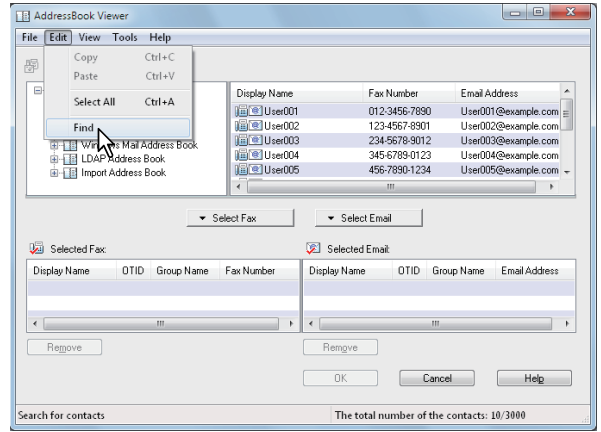 AddressBook Viewer
File Edit View Tools Help
Copy Ctrl+C
Paste Ctrl+V
Select All Ctrl+A
Find
Mail Address Book
LDAP Address Book
Import Address Book
Display Name Fax Number Email Address
User001 012-3456-7890 User001@example.com
User002 123-4567-8901 User002@example.com
User003 234-5678-9012 User003@example.com
User004 345-6789-0123 User004@example.com
User005 456-7890-1234 User005@example.com
Select Fax Select Email
Selected Fax: Selected Email:
Display Name OTID Group Name Fax Number Display Name OTID Group Name Email Address
Remove Remove
OK Cancel Help
Search for contacts The total number of the contacts: 10/3000